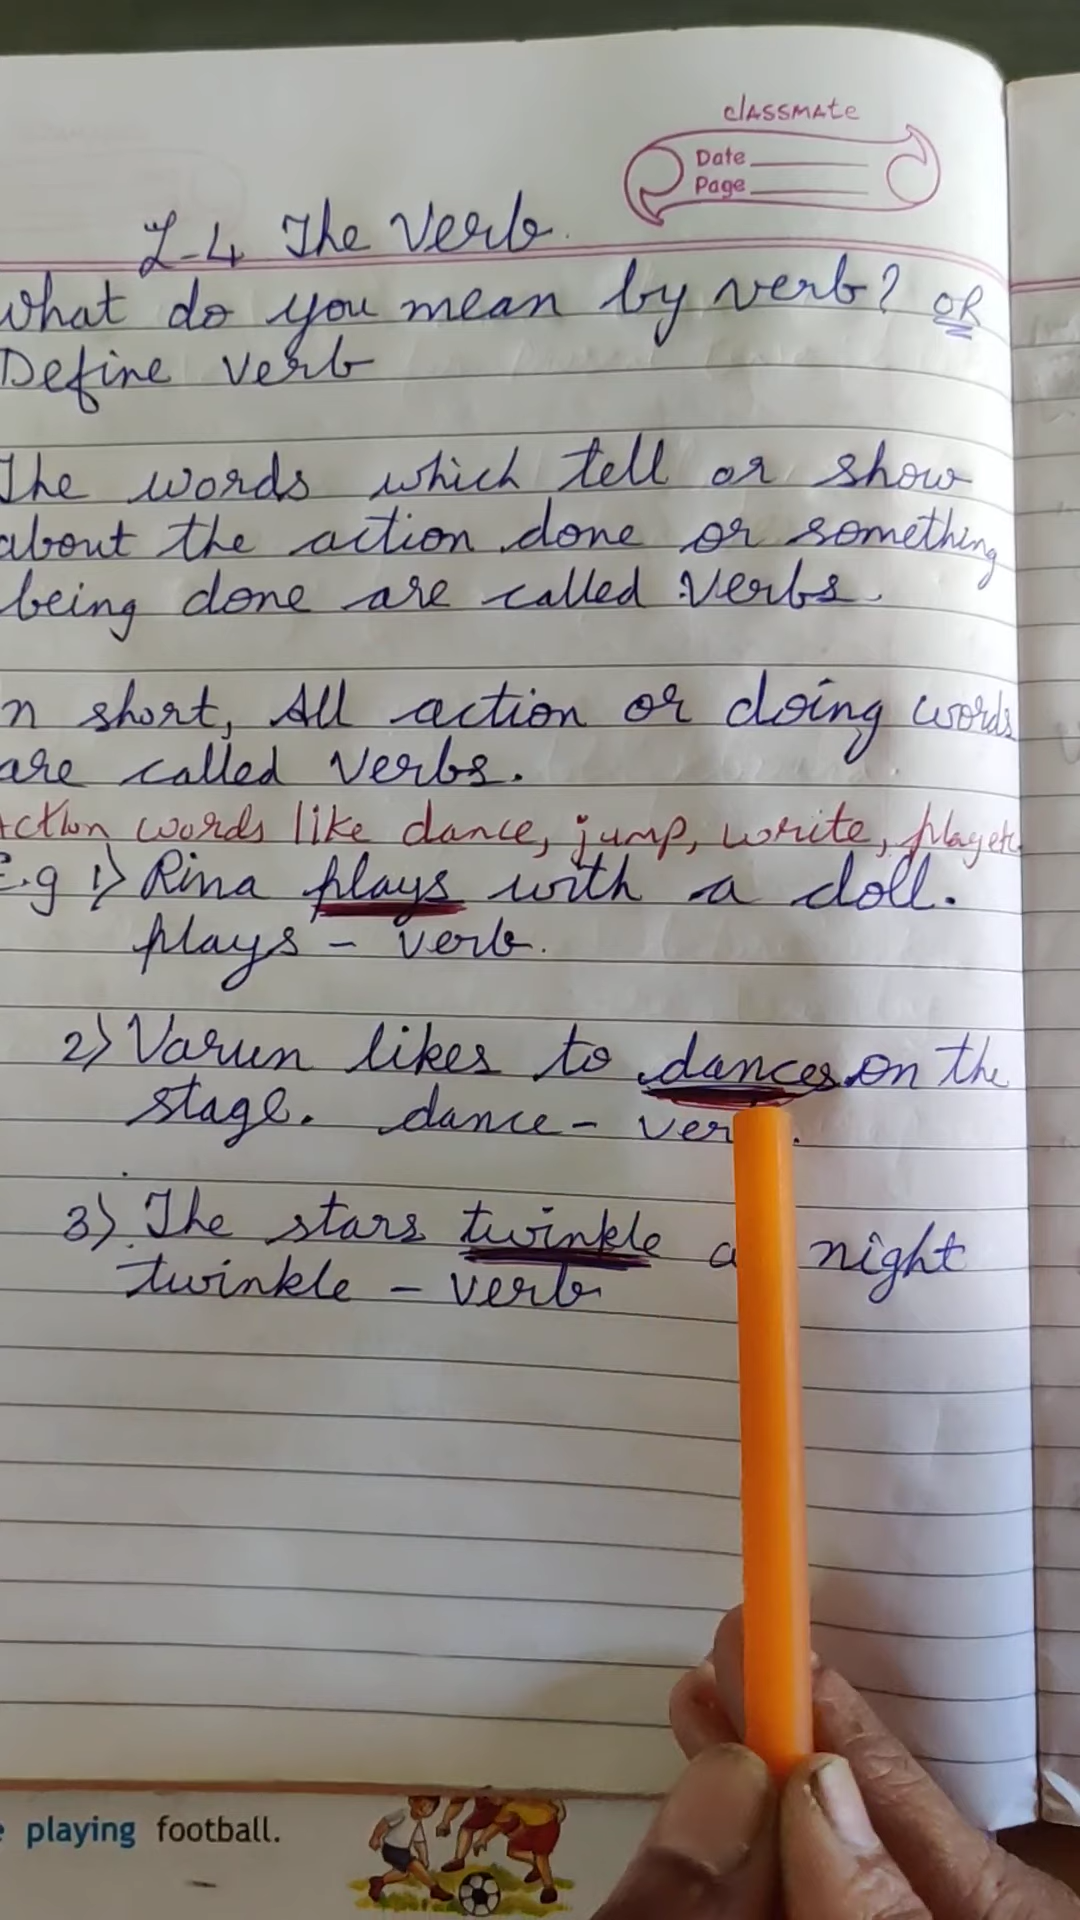 classmate
Date
Page
L-4 The Verb.
What do you mean by verb? OR
Define verb
The words which tell or show
about the action done or something
being done are called verbs.
n short, All action or doing words
are called verbs.
Action words like dance, jump, write, play etc
E.g 1) Rina plays with a doll.
plays - verb.
2) Varun likes to dances on the
stage. dance - ver
3) The stars twinkle a night
twinkle - verb
playing football.